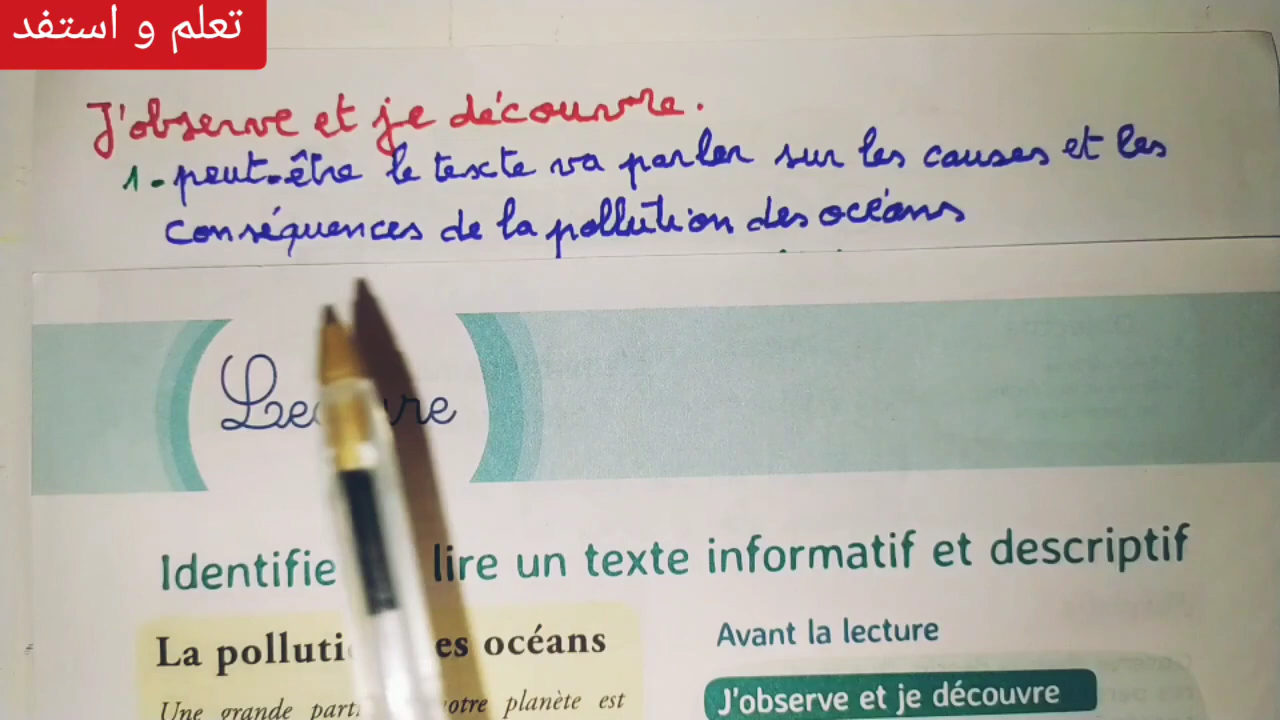 تعلم و استفد
J'observe et je découvre.
1. peut-être le texte va parler sur les causes et les
conséquences de la pollution des océans
Lecture
Identifie lire un texte informatif et descriptif
La polluti es océans
Avant la lecture
J'observe et je découvre
Une grande part. otre planète est